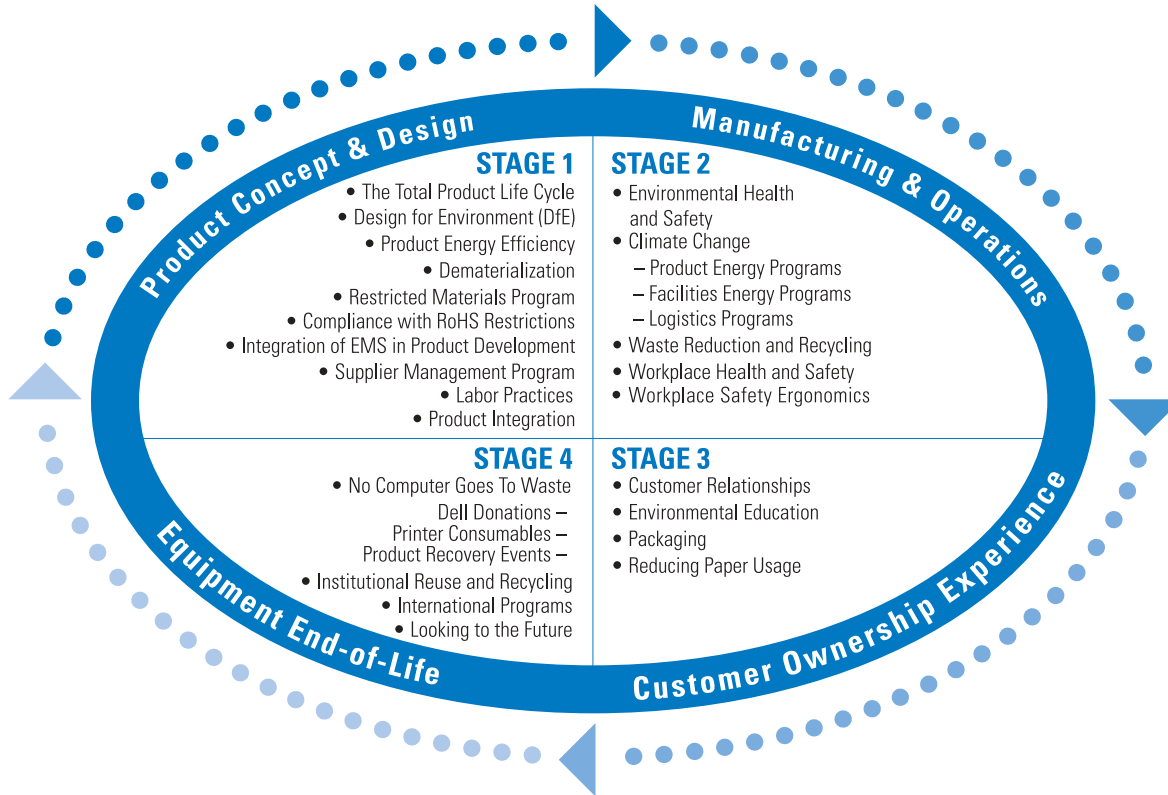 Product Concept & Design
STAGE 1
• The Total Product Life Cycle
• Design for Environment (DfE)
• Product Energy Efficiency
• Dematerialization
• Restricted Materials Program
• Compliance with RoHS Restrictions
• Integration of EMS in Product Development
• Supplier Management Program
• Labor Practices
• Product Integration
Manufacturing & Operations
STAGE 2
• Environmental Health
and Safety
• Climate Change
– Product Energy Programs
– Facilities Energy Programs
– Logistics Programs
• Waste Reduction and Recycling
• Workplace Health and Safety
• Workplace Safety Ergonomics
Customer Ownership Experience
STAGE 3
• Customer Relationships
• Environmental Education
• Packaging
• Reducing Paper Usage
Equipment End-of-Life
STAGE 4
• No Computer Goes To Waste
Dell Donations –
Printer Consumables –
Product Recovery Events –
• Institutional Reuse and Recycling
• International Programs
• Looking to the Future